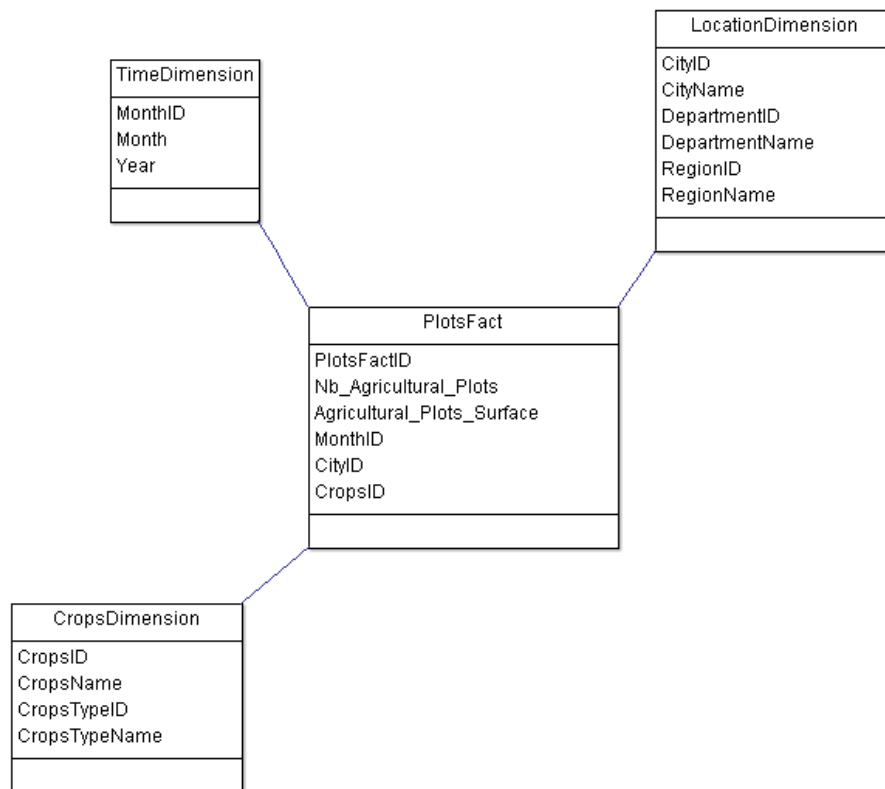 TimeDimension
MonthID
Month
Year
LocationDimension
CityID
CityName
DepartmentID
DepartmentName
RegionID
RegionName
PlotsFact
PlotsFactID
Nb_Agricultural_Plots
Agricultural_Plots_Surface
MonthID
CityID
CropsID
CropsDimension
CropsID
CropsName
CropsTypeID
CropsTypeName